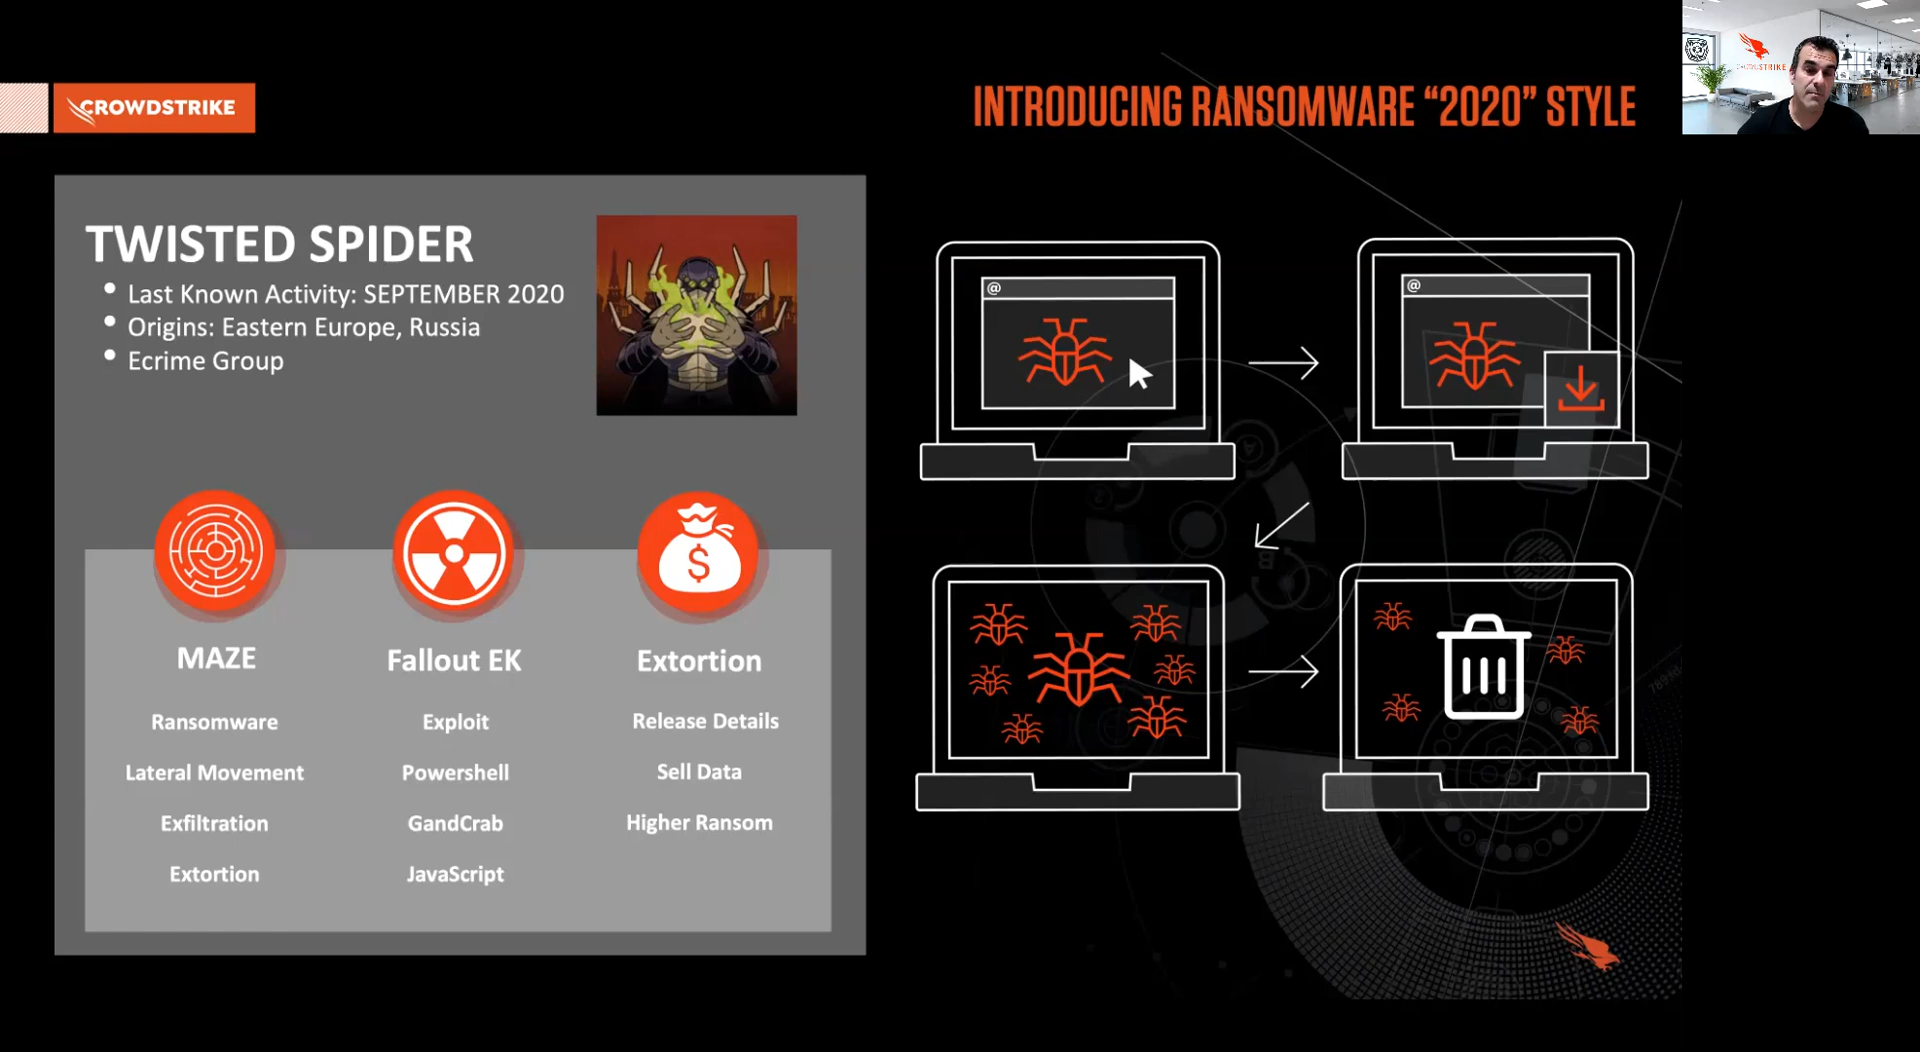 CROWDSTRIKE
INTRODUCING RANSOMWARE “2020” STYLE
TWISTED SPIDER
Last Known Activity: SEPTEMBER 2020
Origins: Eastern Europe, Russia
Ecrime Group
MAZE
Ransomware
Lateral Movement
Exfiltration
Extortion
Fallout EK
Exploit
Powershell
GandCrab
JavaScript
Extortion
Release Details
Sell Data
Higher Ransom
@
@